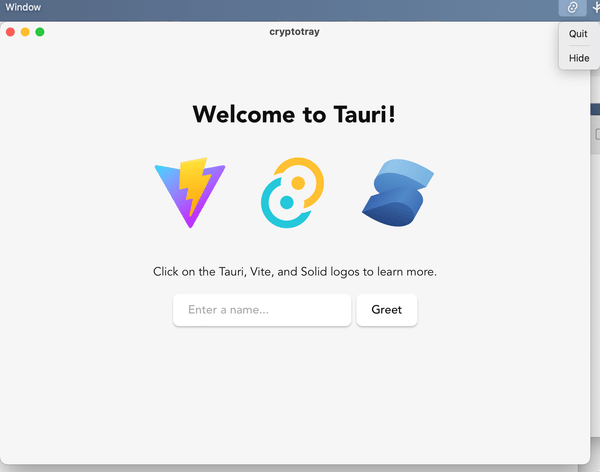 Window
cryptotray
Quit
Hide
Welcome to Tauri!
Click on the Tauri, Vite, and Solid logos to learn more.
Enter a name...
Greet